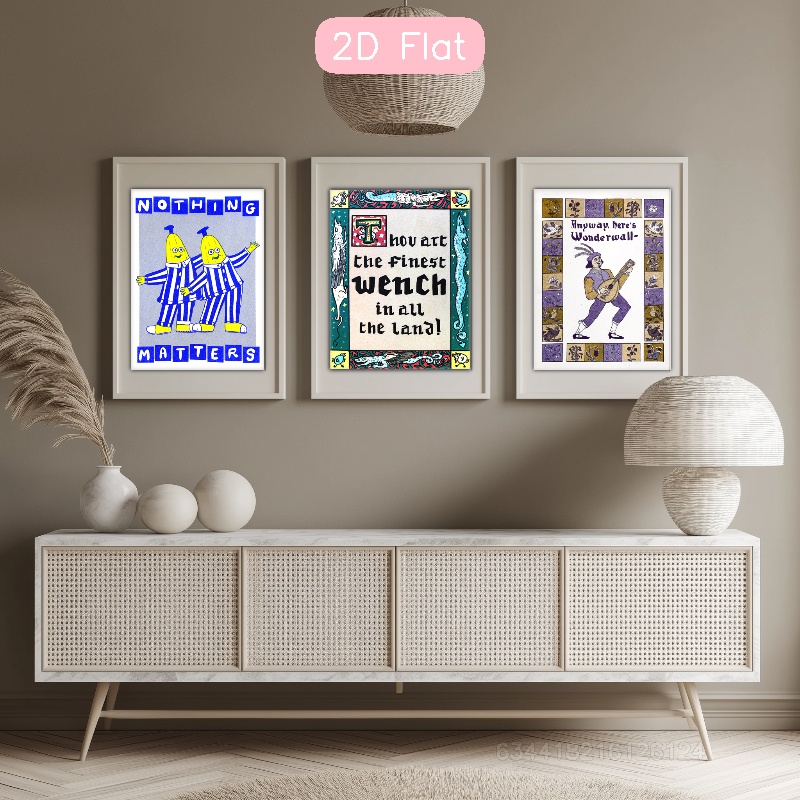 2D Flat
NOTHING
MATTERS
Thou art
the finest
wench
in all
the land!
Anyway, here's
Wonderwall-